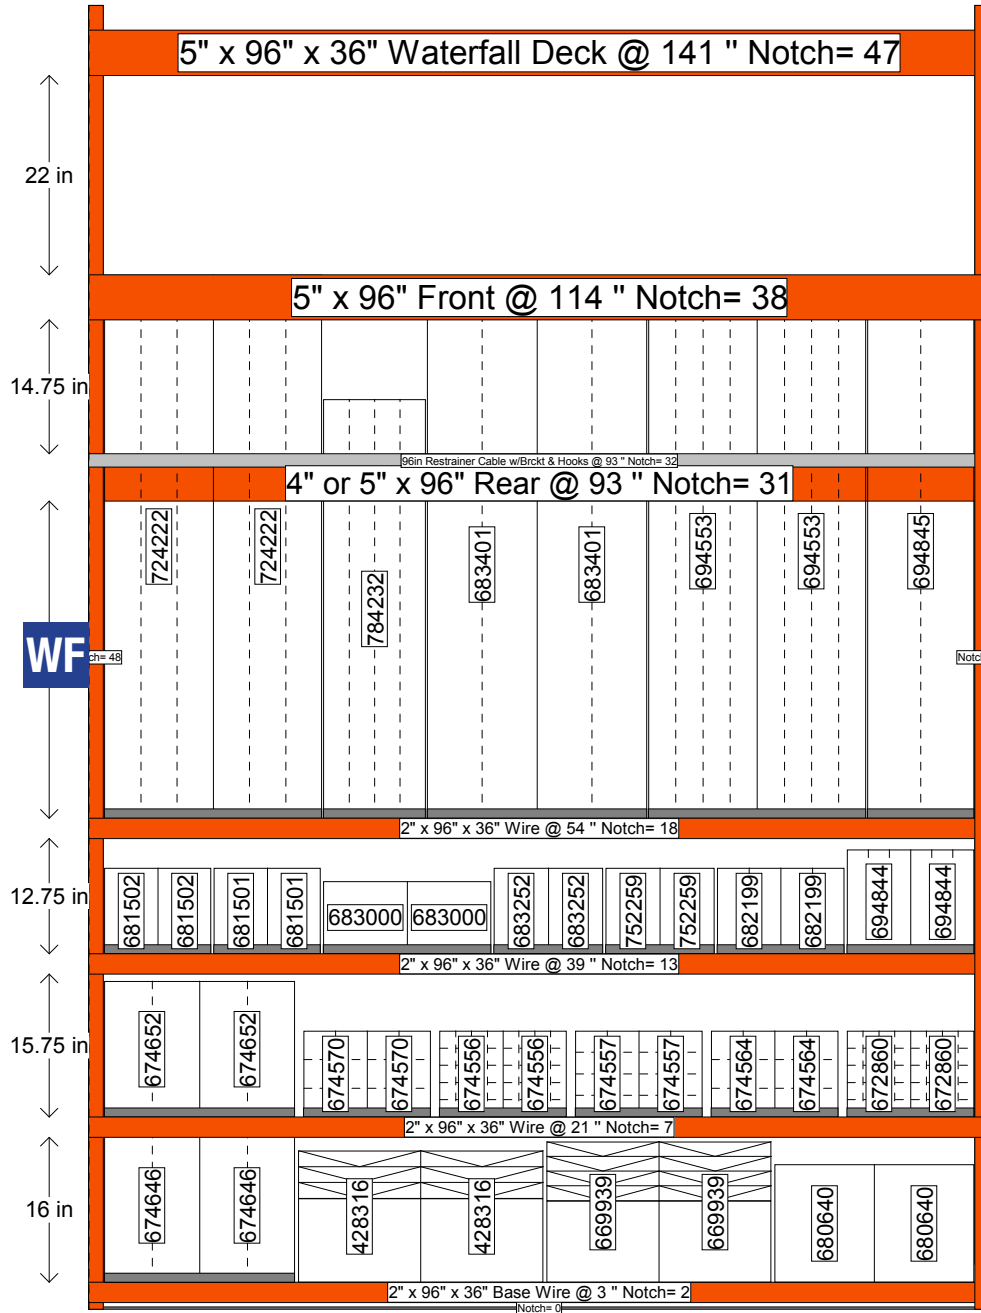 5" x 96" x 36" Waterfall Deck @ 141 " Notch= 47
22 in
5" x 96" Front @ 114 " Notch= 38
14.75 in
96in Restrainer Cable w/Brckt & Hooks @ 93 " Notch= 32
4" or 5" x 96" Rear @ 93 " Notch= 31
724222 724222 784232 683401 683401 694553 694553 694845
WF
ch= 48
Notc
2" x 96" x 36" Wire @ 54 " Notch= 18
12.75 in
681502 681502 681501 681501 683000 683000 683252 683252 752259 752259 682199 682199 694844 694844
2" x 96" x 36" Wire @ 39 " Notch= 13
15.75 in
674652 674652 674570 674570 674556 674556 674557 674557 674564 674564 672860 672860
2" x 96" x 36" Wire @ 21 " Notch= 7
16 in
674646 674646 428316 428316 669939 669939 680640 680640
2" x 96" x 36" Base Wire @ 3 " Notch= 2
Notch= 0